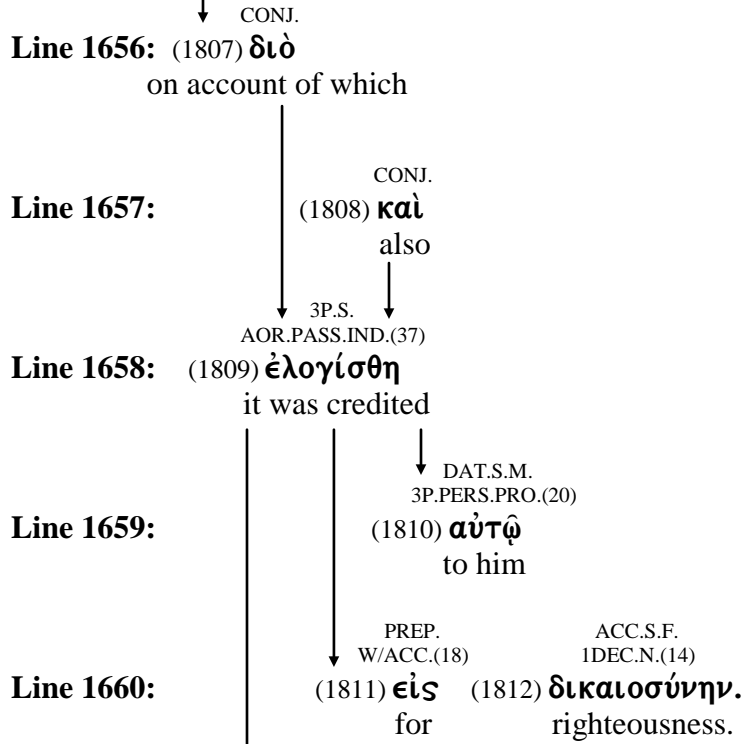 CONJ.
Line 1656: (1807) διὸ
on account of which
CONJ.
Line 1657: (1808) καὶ
also
3P.S.
AOR.PASS.IND.(37)
Line 1658: (1809) ἐλογίσθη
it was credited
DAT.S.M.
3P.PERS.PRO.(20)
Line 1659: (1810) αὐτῷ
to him
PREP. ACC.S.F.
W/ACC.(18) 1DEC.N.(14)
Line 1660: (1811) εἰς (1812) δικαιοσύνην.
for righteousness.